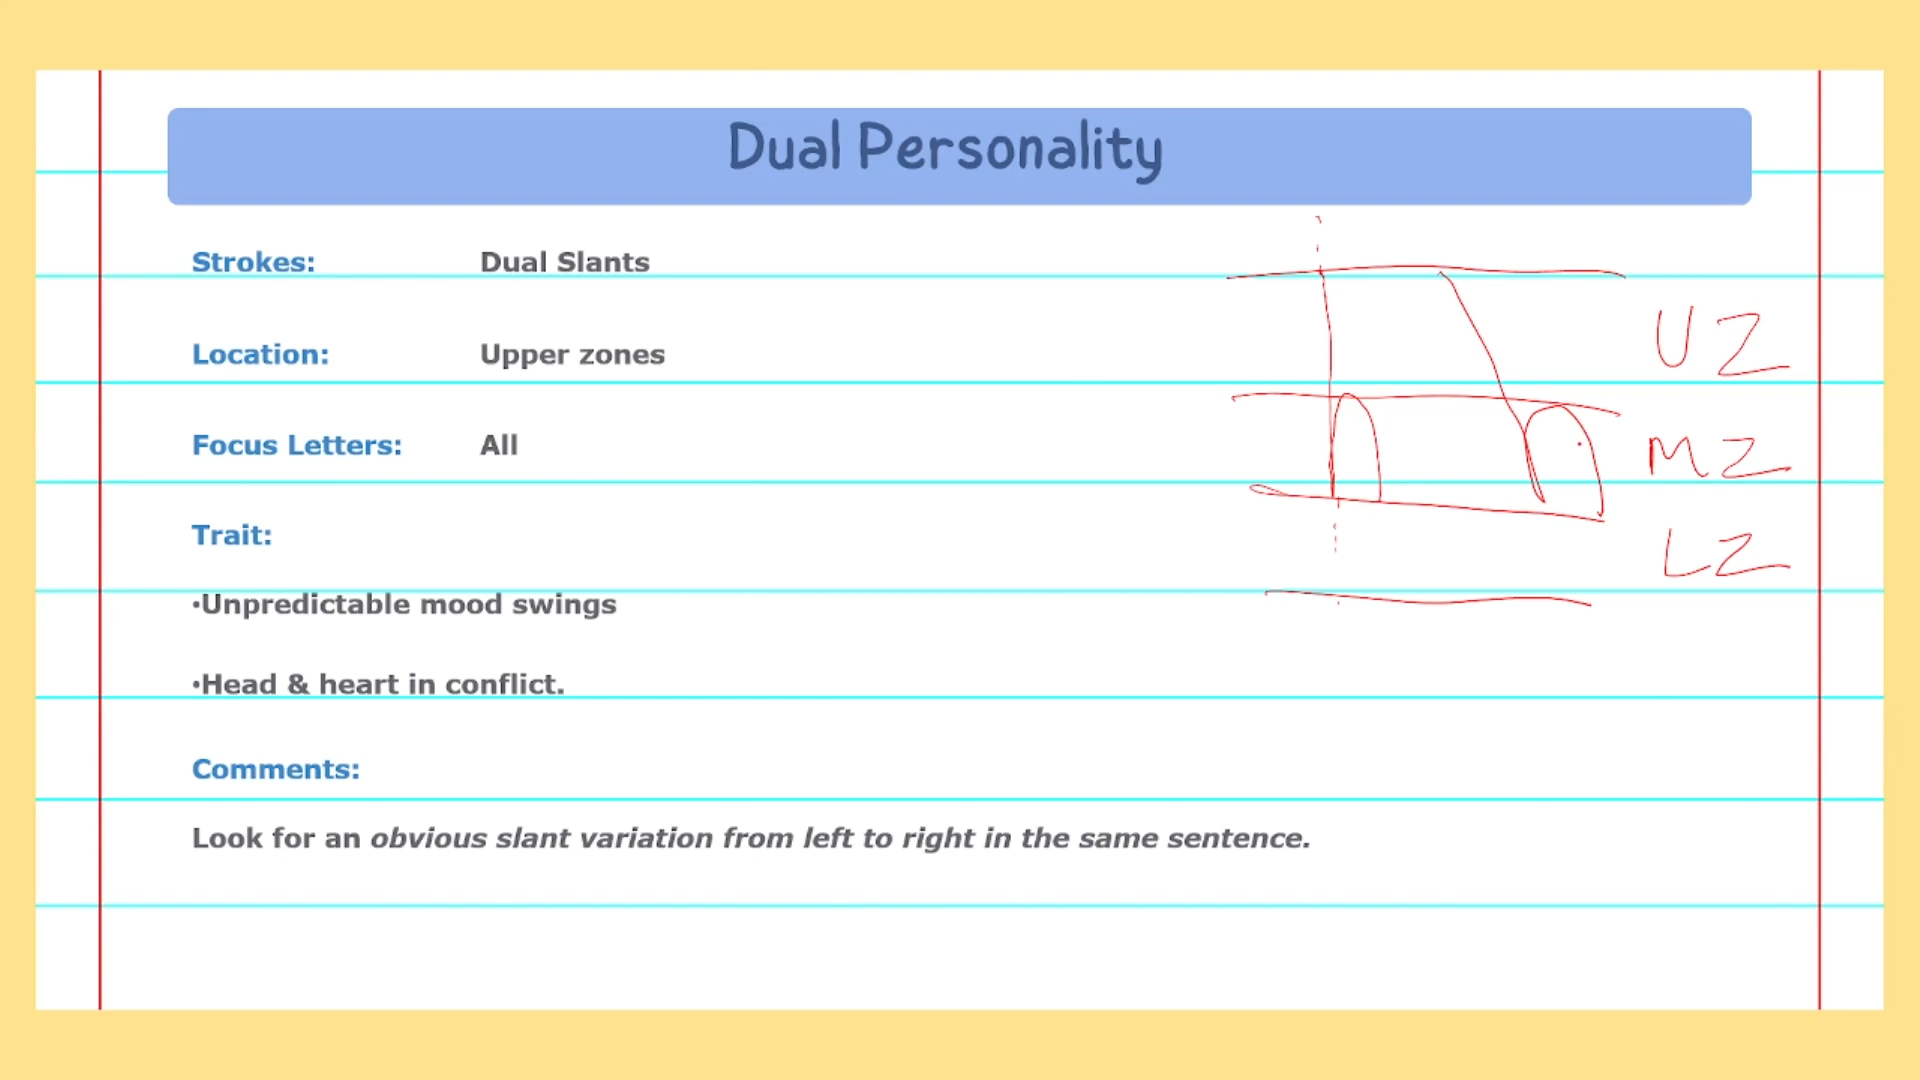 Dual Personality
Strokes: Dual Slants
Location: Upper zones
Focus Letters: All
Trait:
•Unpredictable mood swings
•Head & heart in conflict.
Comments:
Look for an obvious slant variation from left to right in the same sentence.
h h
UZ
MZ
LZ